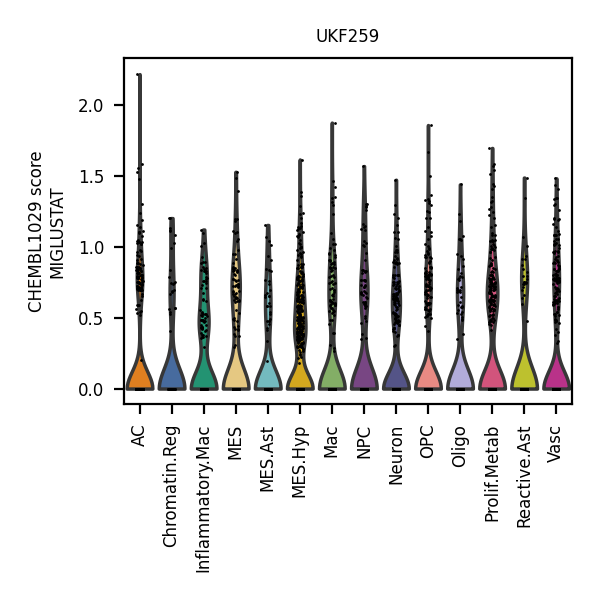 UKF259
CHEMBL1029 score
MIGLUSTAT
2.0
1.5
1.0
0.5
0.0
AC
Chromatin.Reg
Inflammatory.Mac
MES
MES.Ast
MES.Hyp
Mac
NPC
Neuron
OPC
Oligo
Prolif.Metab
Reactive.Ast
Vasc